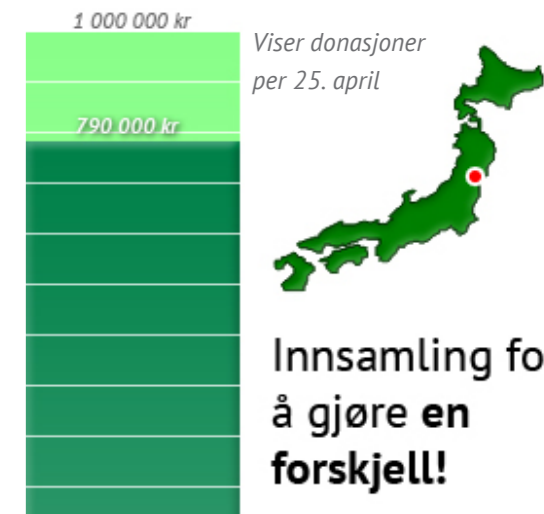 1 000 000 kr
Viser donasjoner
per 25. april
790 000 kr
Innsamling fo
å gjøre en
forskjell!